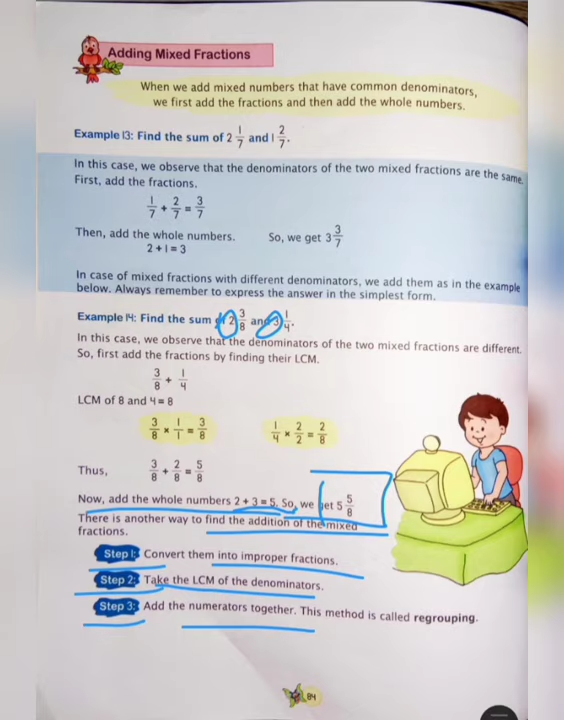 Adding Mixed Fractions
When we add mixed numbers that have common denominators,
we first add the fractions and then add the whole numbers.
Example 13: Find the sum of 2 1/7 and 1 2/7.
In this case, we observe that the denominators of the two mixed fractions are the same.
First, add the fractions.
1/7 + 2/7 = 3/7
Then, add the whole numbers. So, we get 3 3/7
2 + 1 = 3
In case of mixed fractions with different denominators, we add them as in the example
below. Always remember to express the answer in the simplest form.
Example 14: Find the sum of 2 3/8 and 3 1/4.
In this case, we observe that the denominators of the two mixed fractions are different.
So, first add the fractions by finding their LCM.
3/8 + 1/4
LCM of 8 and 4 = 8
3/8 × 1/1 = 3/8 1/4 × 2/2 = 2/8
Thus, 3/8 + 2/8 = 5/8
Now, add the whole numbers 2 + 3 = 5. So, we get 5 5/8
There is another way to find the addition of the mixed
fractions.
Step 1: Convert them into improper fractions.
Step 2: Take the LCM of the denominators.
Step 3: Add the numerators together. This method is called regrouping.
84